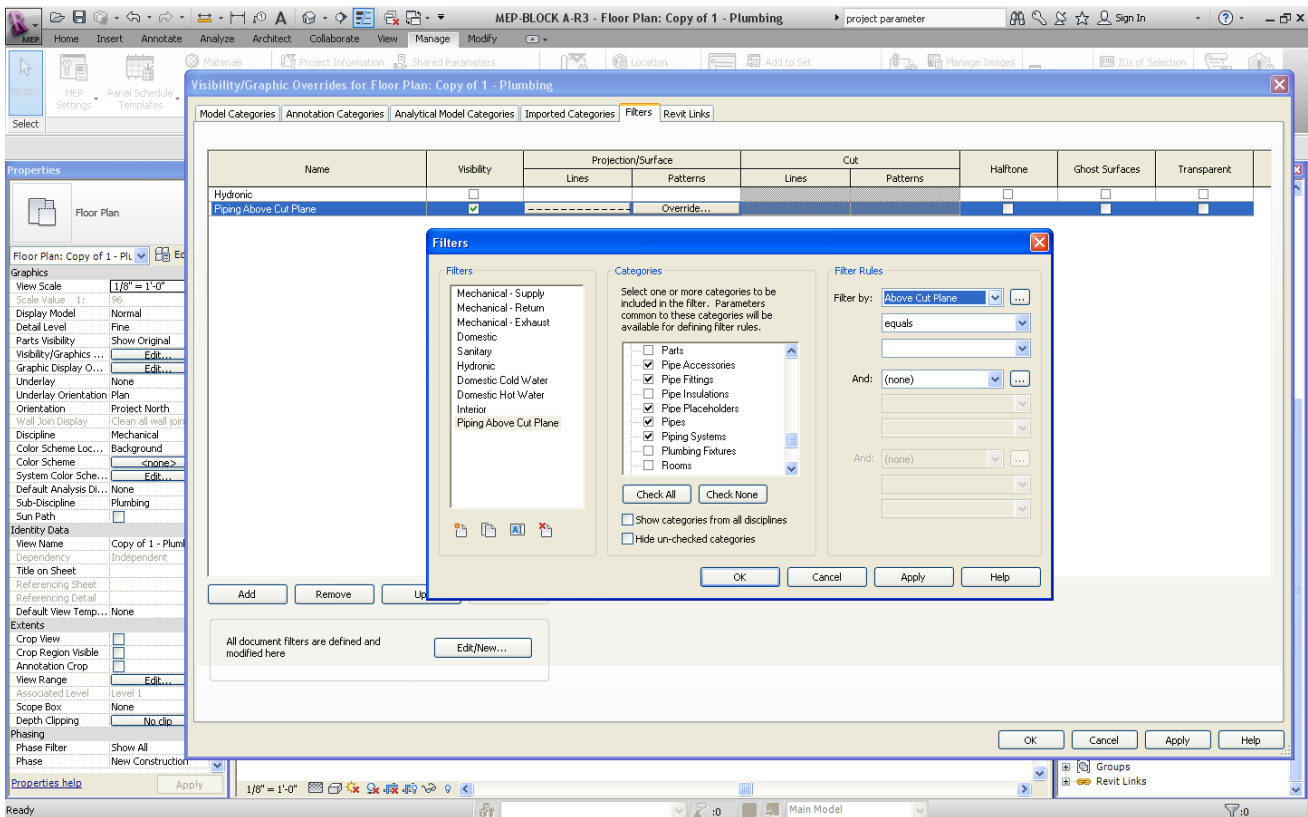 MEP-BLOCK A-R3 - Floor Plan: Copy of 1 - Plumbing
project parameter
Sign In
MEP
Home Insert Annotate Analyze Architect Collaborate View Manage Modify
Materials
Project Information
Shared Parameters
Location
Add to Set
Manage Images
IDs of Selection
Modify
MEP Settings
Panel Schedule Templates
Select
Visibility/Graphic Overrides for Floor Plan: Copy of 1 - Plumbing
Model Categories Annotation Categories Analytical Model Categories Imported Categories Filters Revit Links
Name Visibility Projection/Surface Cut Halftone Ghost Surfaces Transparent
Lines Patterns Lines Patterns
Hydronic
Piping Above Cut Plane Override...
Properties
Floor Plan
Floor Plan: Copy of 1 - Plu
Graphics
View Scale 1/8" = 1'-0"
Scale Value 1: 96
Display Model Normal
Detail Level Fine
Parts Visibility Show Original
Visibility/Graphics ... Edit...
Graphic Display O... Edit...
Underlay None
Underlay Orientation Plan
Orientation Project North
Wall Join Display Clean all wall join
Discipline Mechanical
Color Scheme Loc... Background
Color Scheme <none>
System Color Sche... Edit...
Default Analysis Di... None
Sub-Discipline Plumbing
Sun Path
Identity Data
View Name Copy of 1 - Plumb
Dependency Independent
Title on Sheet
Referencing Sheet
Referencing Detail
Default View Temp... None
Extents
Crop View
Crop Region Visible
Annotation Crop
View Range Edit...
Associated Level Level 1
Scope Box None
Depth Clipping No clip
Phasing
Phase Filter Show All
Phase New Construction
Properties help Apply
Filters
Filters
Mechanical - Supply
Mechanical - Return
Mechanical - Exhaust
Domestic
Sanitary
Hydronic
Domestic Cold Water
Domestic Hot Water
Interior
Piping Above Cut Plane
Categories
Select one or more categories to be
included in the filter. Parameters
common to these categories will be
available for defining filter rules.
Parts
Pipe Accessories
Pipe Fittings
Pipe Insulations
Pipe Placeholders
Pipes
Piping Systems
Plumbing Fixtures
Rooms
Check All Check None
Show categories from all disciplines
Hide un-checked categories
Filter Rules
Filter by: Above Cut Plane ...
equals
And: (none) ...
And: (none) ...
OK Cancel Apply Help
Add Remove Up
All document filters are defined and
modified here
Edit/New...
OK Cancel Apply Help
1/8" = 1'-0"
Groups
Revit Links
Ready :0 Main Model :0